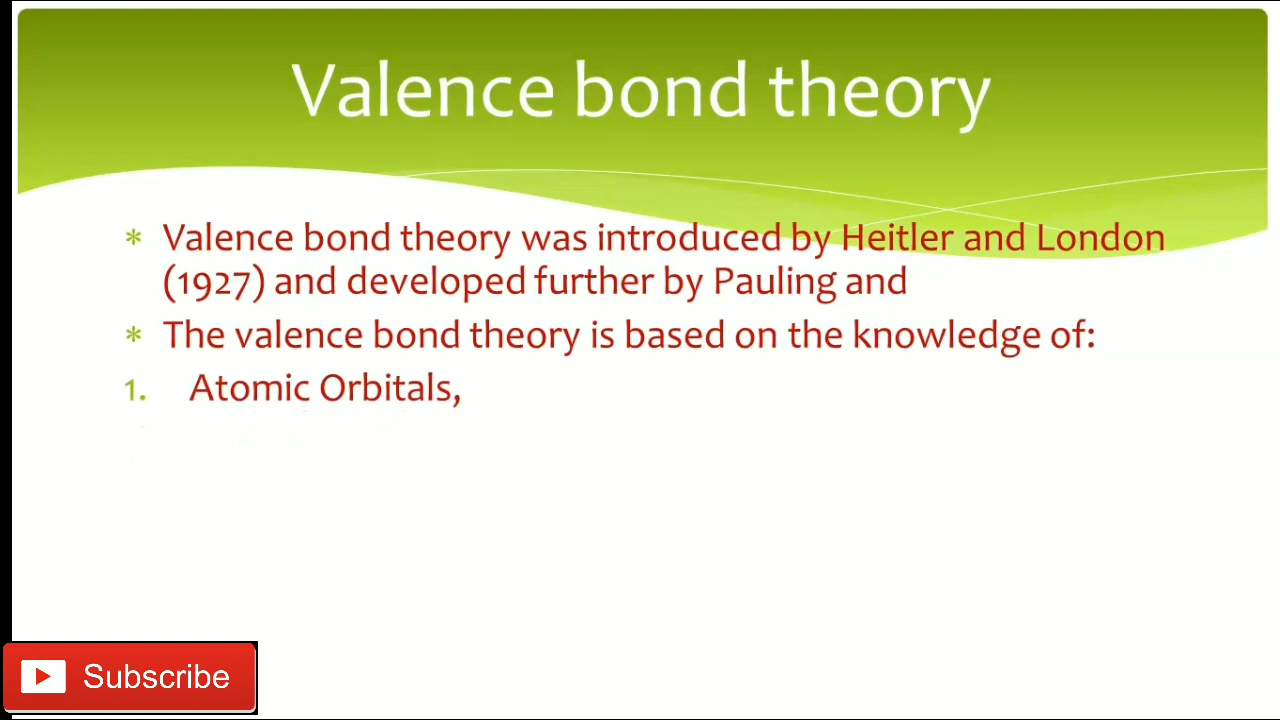 Valence bond theory
* Valence bond theory was introduced by Heitler and London
(1927) and developed further by Pauling and
* The valence bond theory is based on the knowledge of:
1. Atomic Orbitals,
Subscribe